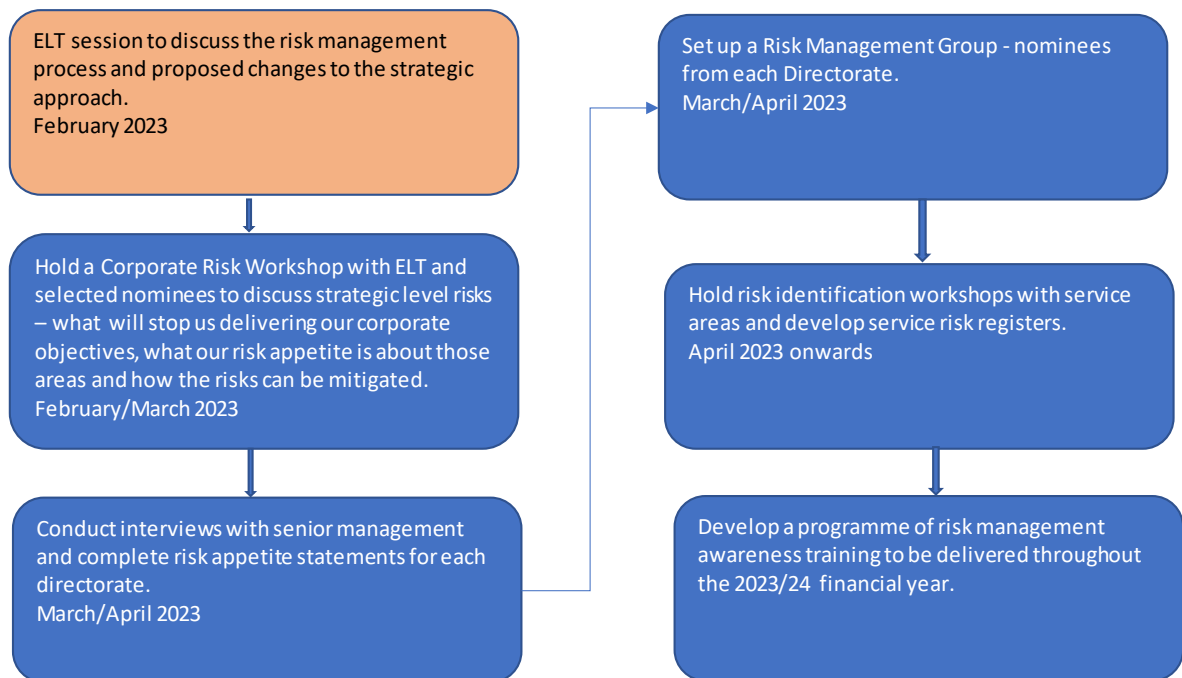 ELT session to discuss the risk management
process and proposed changes to the strategic
approach.
February 2023
Hold a Corporate Risk Workshop with ELT and
selected nominees to discuss strategic level risks
– what will stop us delivering our corporate
objectives, what our risk appetite is about those
areas and how the risks can be mitigated.
February/March 2023
Conduct interviews with senior management
and complete risk appetite statements for each
directorate.
March/April 2023
Set up a Risk Management Group - nominees
from each Directorate.
March/April 2023
Hold risk identification workshops with service
areas and develop service risk registers.
April 2023 onwards
Develop a programme of risk management
awareness training to be delivered throughout
the 2023/24 financial year.